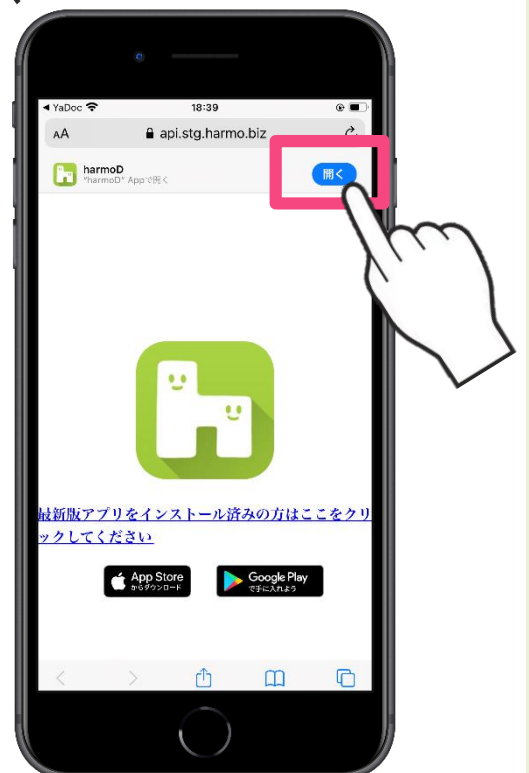 YaDoc 18:39
AA api.stg.harmo.biz
harmoD
"harmoD" Appで開く
開く
最新版アプリをインストール済みの方はここをクリ
ックしてください
App Store
からダウンロード
Google Play
で手に入れよう